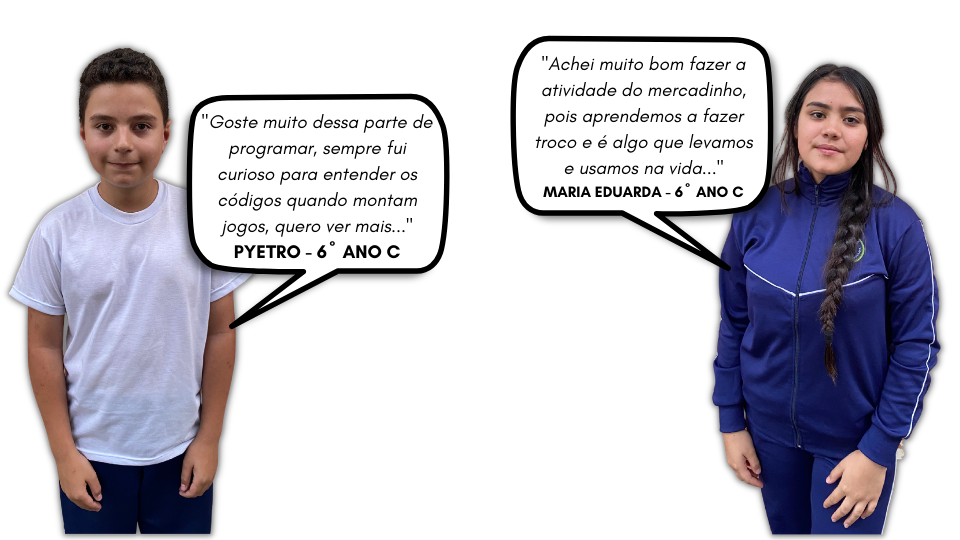 "Goste muito dessa parte de
programar, sempre fui
curioso para entender os
códigos quando montam
jogos, quero ver mais..."
PYETRO - 6° ANO C
"Achei muito bom fazer a
atividade do mercadinho,
pois aprendemos a fazer
troco e é algo que levamos
e usamos na vida..."
MARIA EDUARDA - 6° ANO C